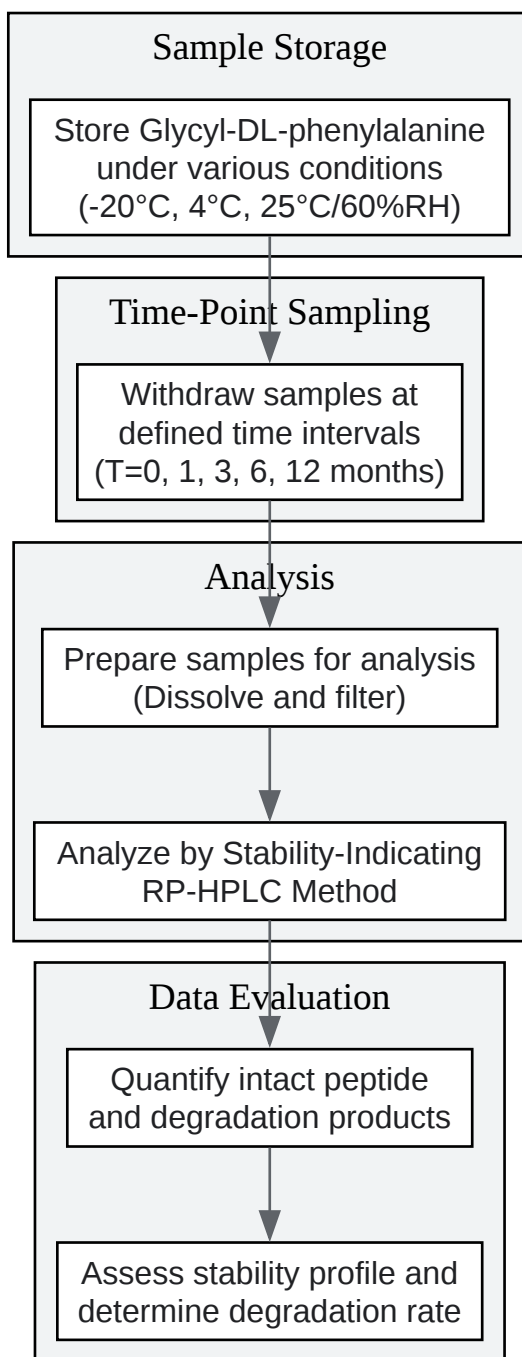 Sample Storage
Store Glycyl-DL-phenylalanine
under various conditions
(-20°C, 4°C, 25°C/60%RH)
Time-Point Sampling
Withdraw samples at
defined time intervals
(T=0, 1, 3, 6, 12 months)
Analysis
Prepare samples for analysis
(Dissolve and filter)
Analyze by Stability-Indicating
RP-HPLC Method
Data Evaluation
Quantify intact peptide
and degradation products
Assess stability profile and
determine degradation rate